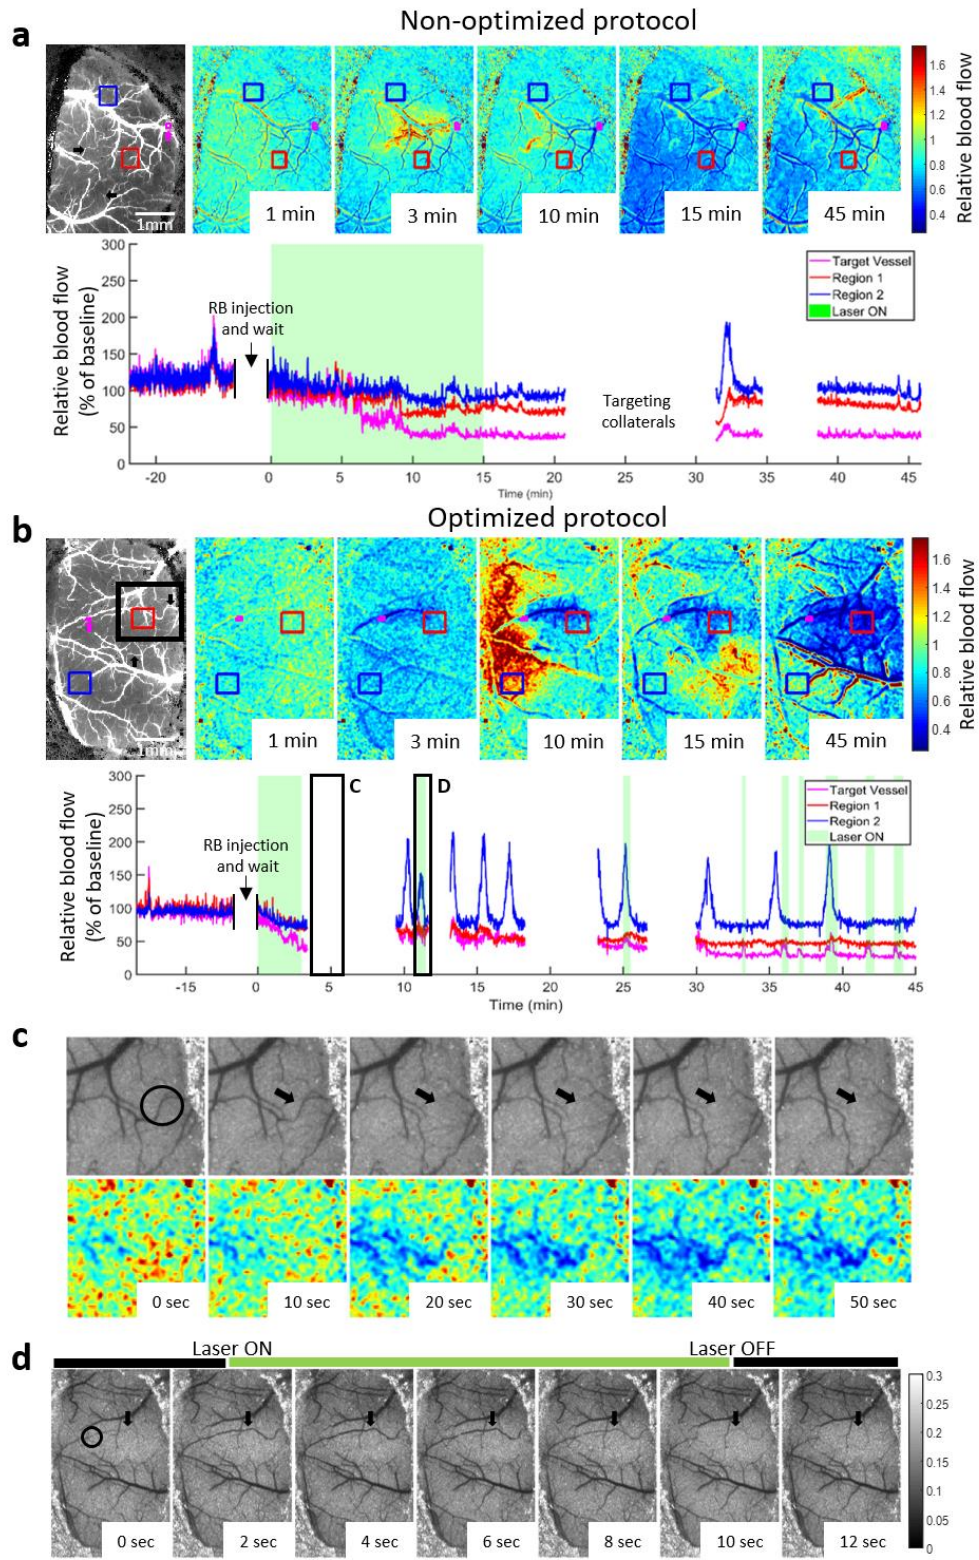 Non-optimized protocol
a
1mm
1 min
3 min
10 min
15 min
45 min
1.6
1.4
1.2
1
0.8
0.6
0.4
Relative blood flow
Relative blood flow
(% of baseline)
300
250
200
150
100
50
0
RB injection
and wait
Targeting
collaterals
Target Vessel
Region 1
Region 2
Laser ON
-20
0
5
10
15
20
25
30
35
40
45
Time (min)
Optimized protocol
b
1mm
1 min
3 min
10 min
15 min
45 min
1.6
1.4
1.2
1
0.8
0.6
0.4
Relative blood flow
Relative blood flow
(% of baseline)
300
250
200
150
100
50
0
RB injection
and wait
C
D
Target Vessel
Region 1
Region 2
Laser ON
-15
0
5
10
15
20
25
30
35
40
45
Time (min)
c
0 sec
10 sec
20 sec
30 sec
40 sec
50 sec
d
Laser ON
Laser OFF
0 sec
2 sec
4 sec
6 sec
8 sec
10 sec
12 sec
0.3
0.25
0.2
0.15
0.1
0.05
0